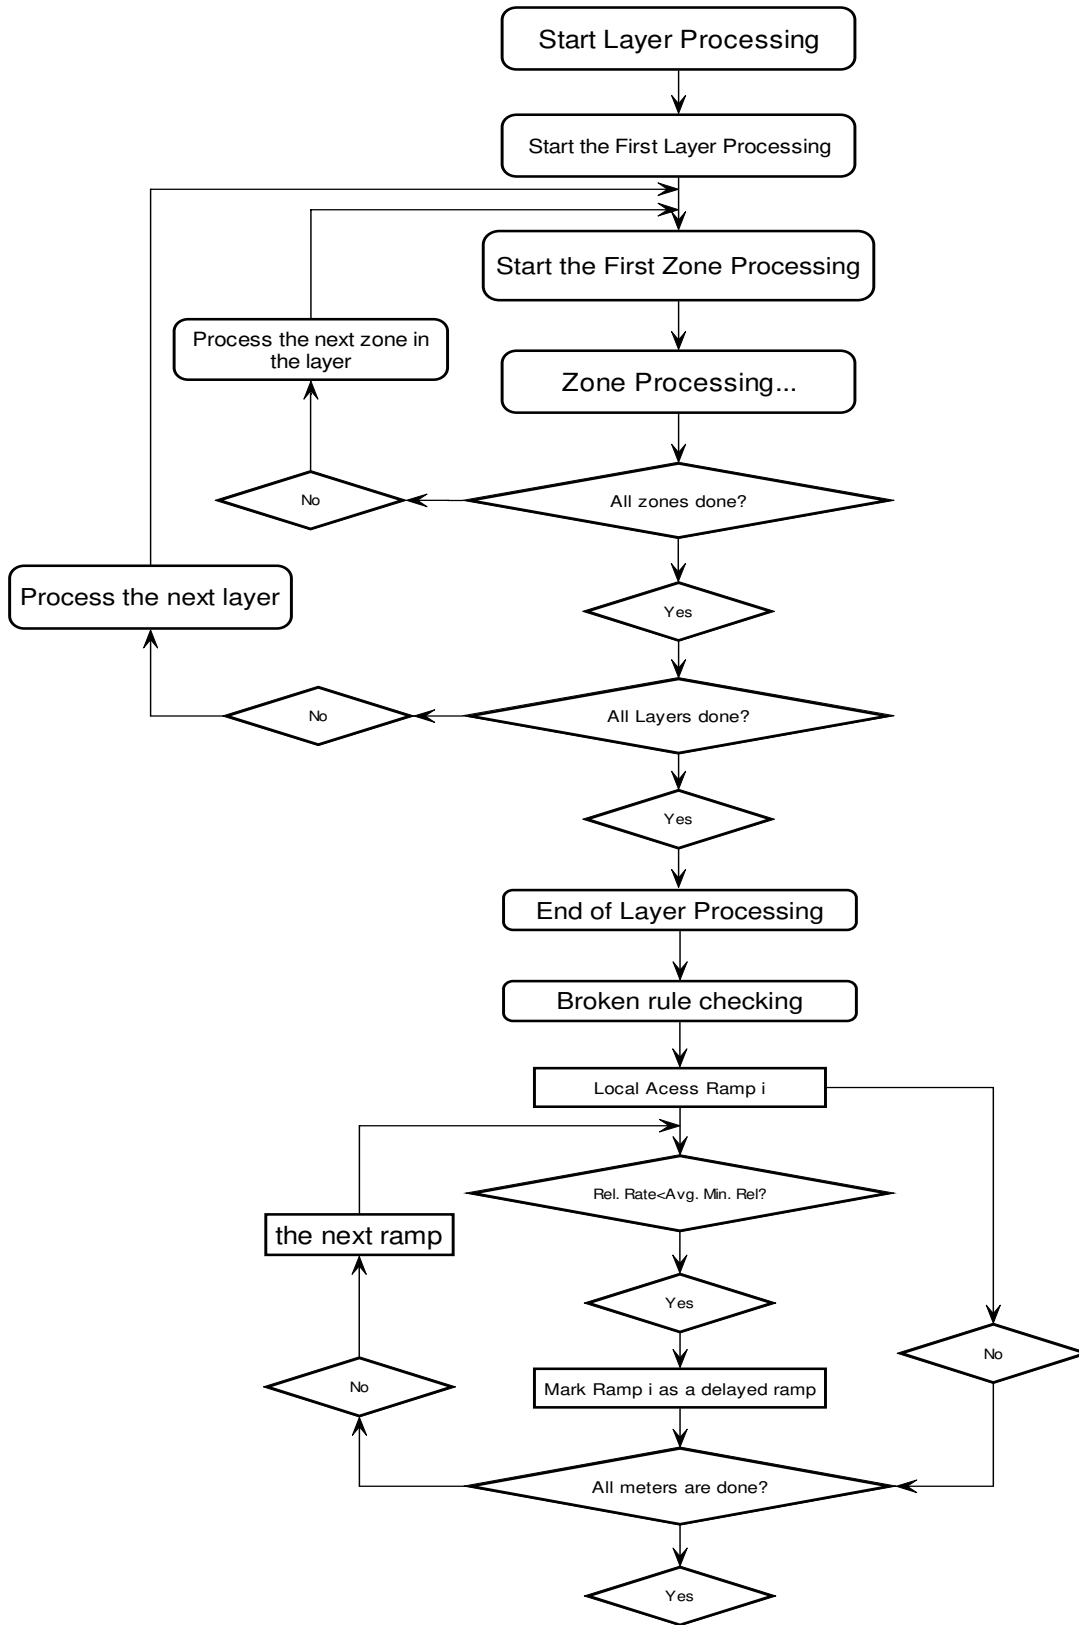 Start Layer Processing
Start the First Layer Processing
Start the First Zone Processing
Process the next zone in
the layer
Zone Processing...
No
All zones done?
Process the next layer
Yes
No
All Layers done?
Yes
End of Layer Processing
Broken rule checking
Local Acess Ramp i
Rel. Rate<Avg. Min. Rel?
the next ramp
Yes
No
No
Mark Ramp i as a delayed ramp
All meters are done?
Yes